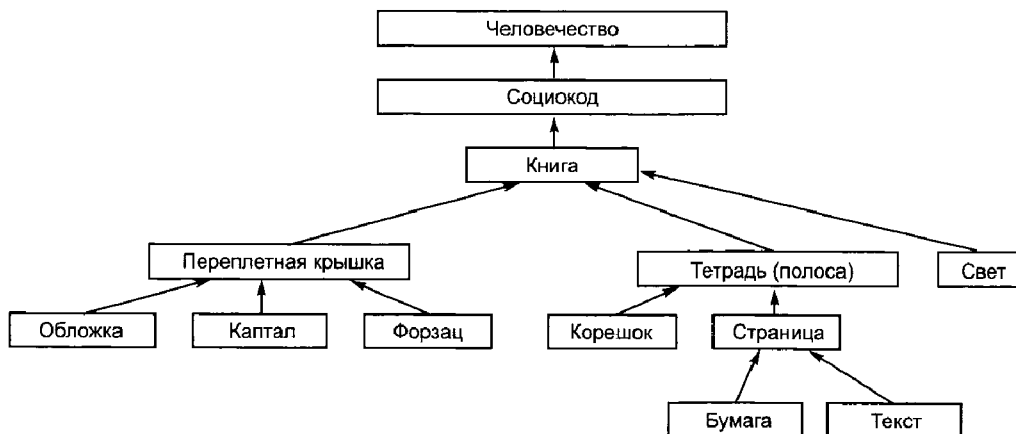 Человечество
Социокод
Книга
Переплетная крышка
Тетрадь (полоса)
Свет
Обложка
Каптал
Форзац
Корешок
Страница
Бумага
Текст